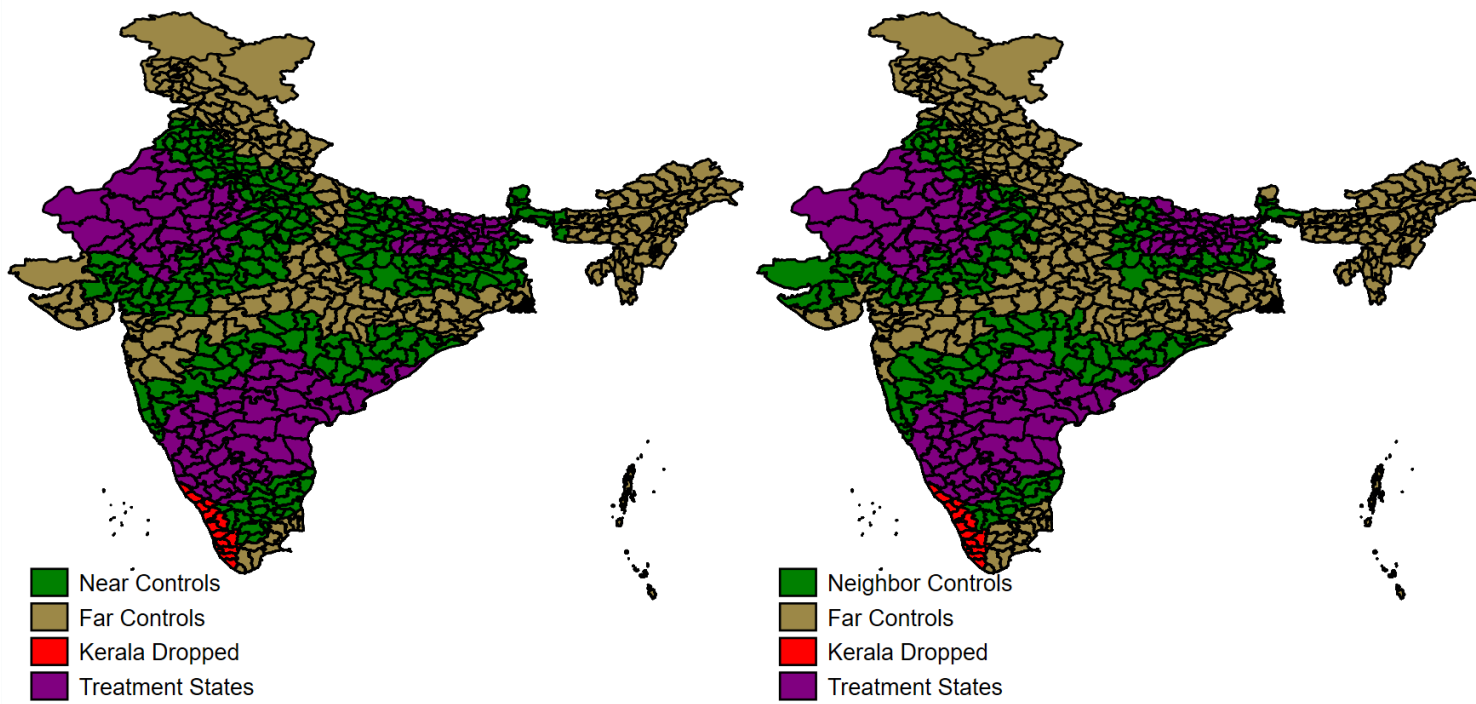 Near Controls
Far Controls
Kerala Dropped
Treatment States
Neighbor Controls
Far Controls
Kerala Dropped
Treatment States